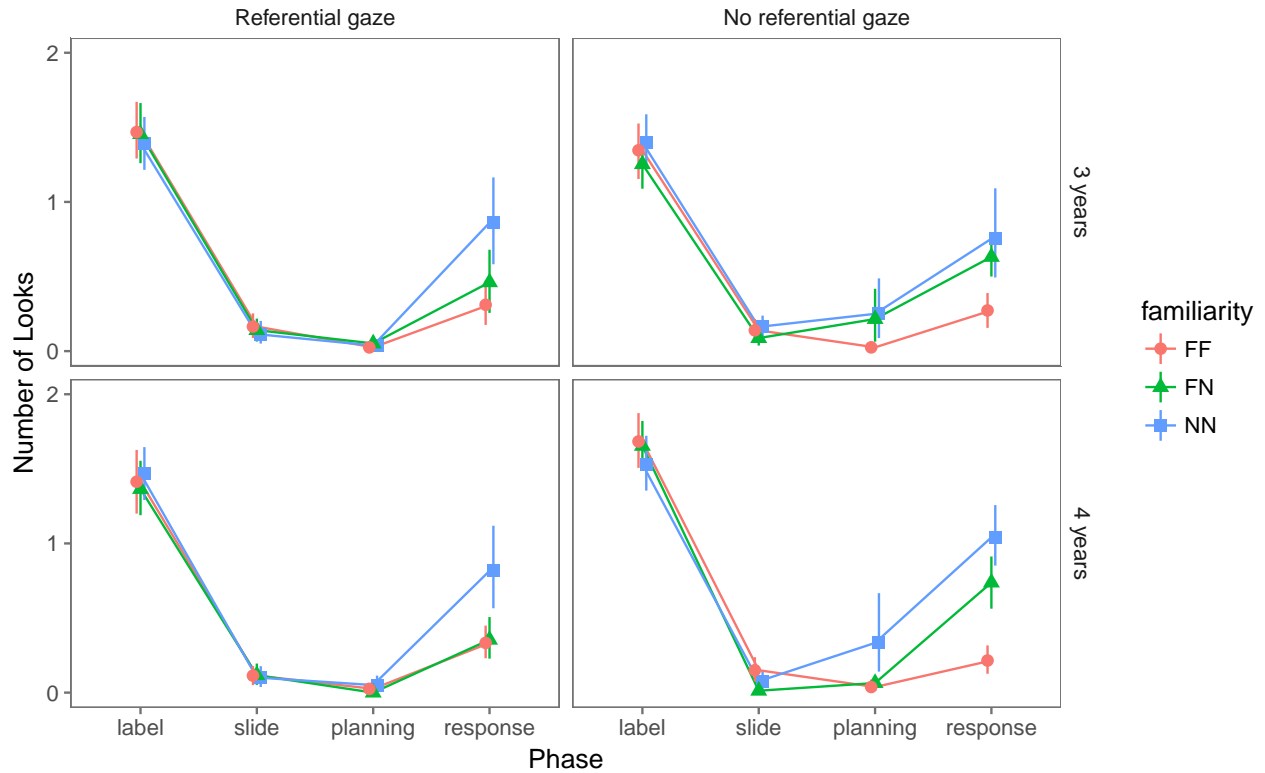 Referential gaze
No referential gaze
Number of Looks
2
1
0
3 years
2
1
0
4 years
label slide planning response
label slide planning response
Phase
familiarity
FF
FN
NN